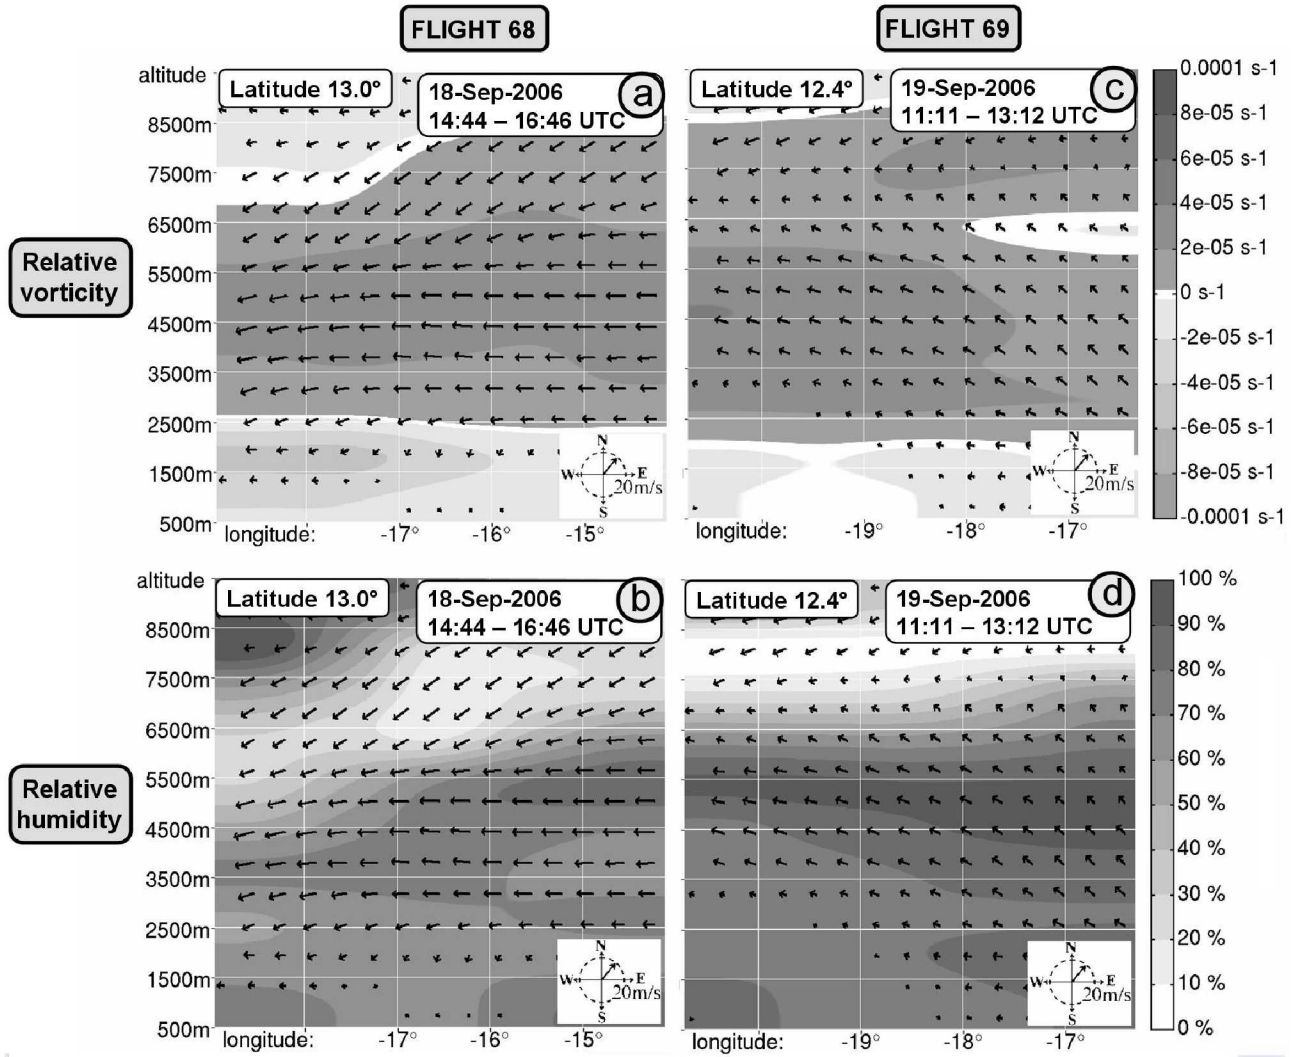 FLIGHT 68
FLIGHT 69
altitude
Latitude 13.0°
18-Sep-2006
14:44 – 16:46 UTC
a
8500m
7500m
6500m
5500m
4500m
3500m
2500m
1500m
500m
Relative
vorticity
N
W E
20m/s
S
longitude: -17° -16° -15°
Latitude 12.4°
19-Sep-2006
11:11 – 13:12 UTC
c
N
W E
20m/s
S
longitude: -19° -18° -17°
0.0001 s-1
8e-05 s-1
6e-05 s-1
4e-05 s-1
2e-05 s-1
0 s-1
-2e-05 s-1
-4e-05 s-1
-6e-05 s-1
-8e-05 s-1
-0.0001 s-1
altitude
Latitude 13.0°
18-Sep-2006
14:44 – 16:46 UTC
b
8500m
7500m
6500m
5500m
4500m
3500m
2500m
1500m
500m
Relative
humidity
N
W E
20m/s
S
longitude: -17° -16° -15°
Latitude 12.4°
19-Sep-2006
11:11 – 13:12 UTC
d
N
W E
20m/s
S
longitude: -19° -18° -17°
100 %
90 %
80 %
70 %
60 %
50 %
40 %
30 %
20 %
10 %
0 %